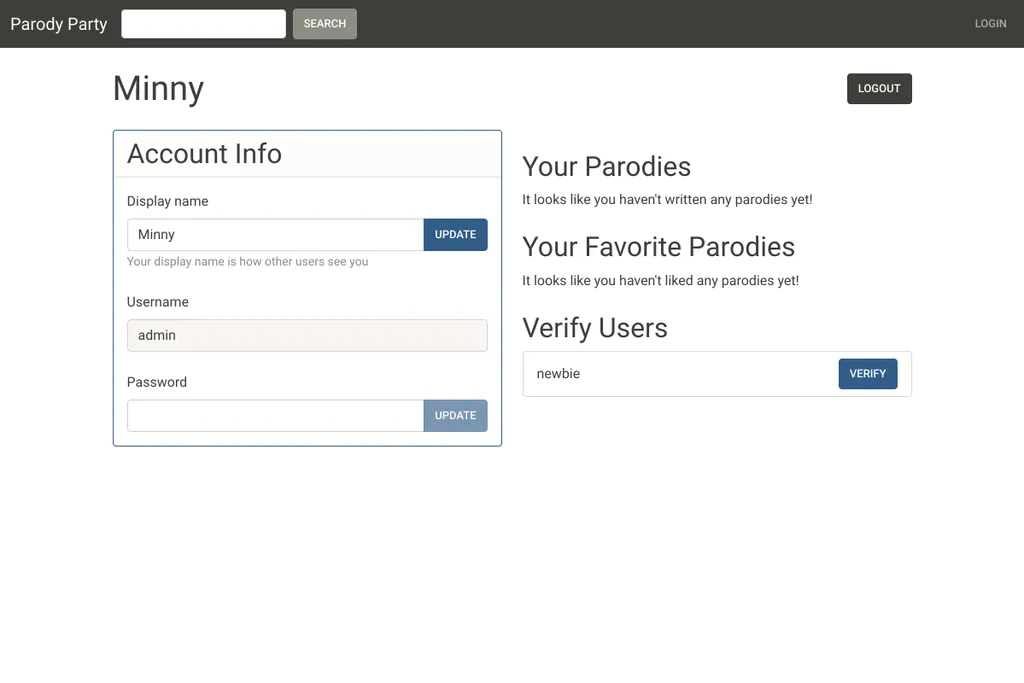 Parody Party
SEARCH
LOGIN
Minny
LOGOUT
Account Info
Display name
Minny
UPDATE
Your display name is how other users see you
Username
admin
Password
UPDATE
Your Parodies
It looks like you haven't written any parodies yet!
Your Favorite Parodies
It looks like you haven't liked any parodies yet!
Verify Users
newbie
VERIFY